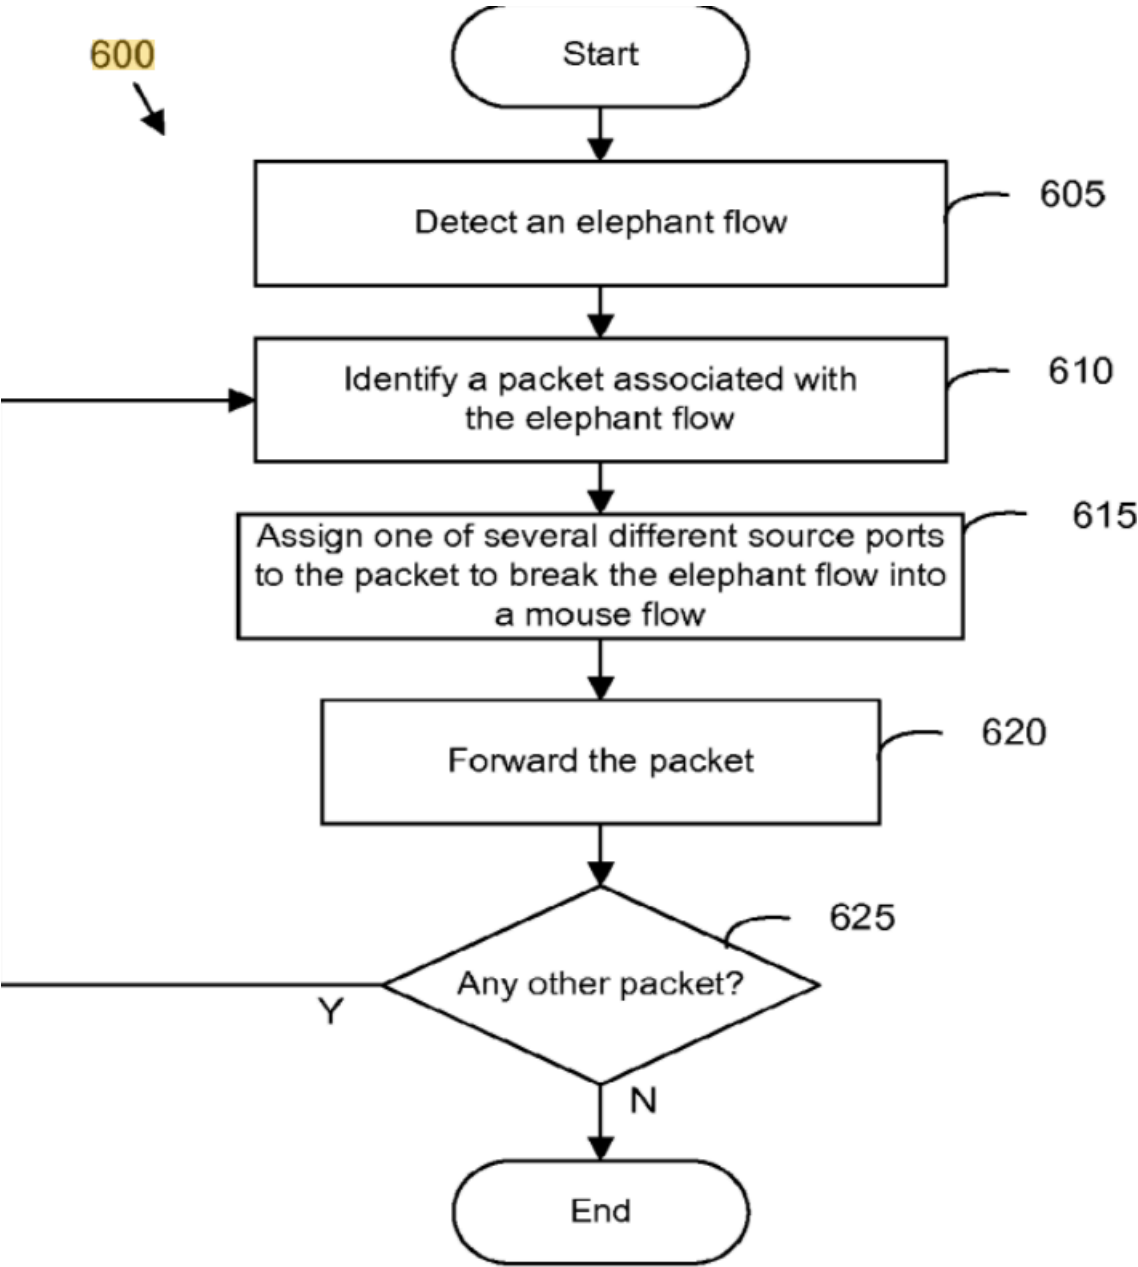 600
Start
605
Detect an elephant flow
610
Identify a packet associated with
the elephant flow
615
Assign one of several different source ports
to the packet to break the elephant flow into
a mouse flow
620
Forward the packet
625
Any other packet?
Y
N
End